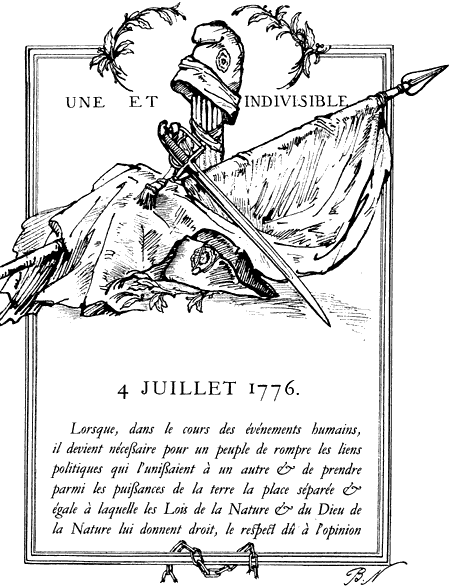 UNE ET INDIVISIBLE
4 JUILLET 1776.
Lorsque, dans le cours des événements humains,
il devient néceßaire pour un peuple de rompre les liens
politiques qui l'unißaient à un autre & de prendre
parmi les puißances de la terre la place séparée &
égale à laquelle les Lois de la Nature & du Dieu de
la Nature lui donnent droit, le respect dû à l'opinion
B.N